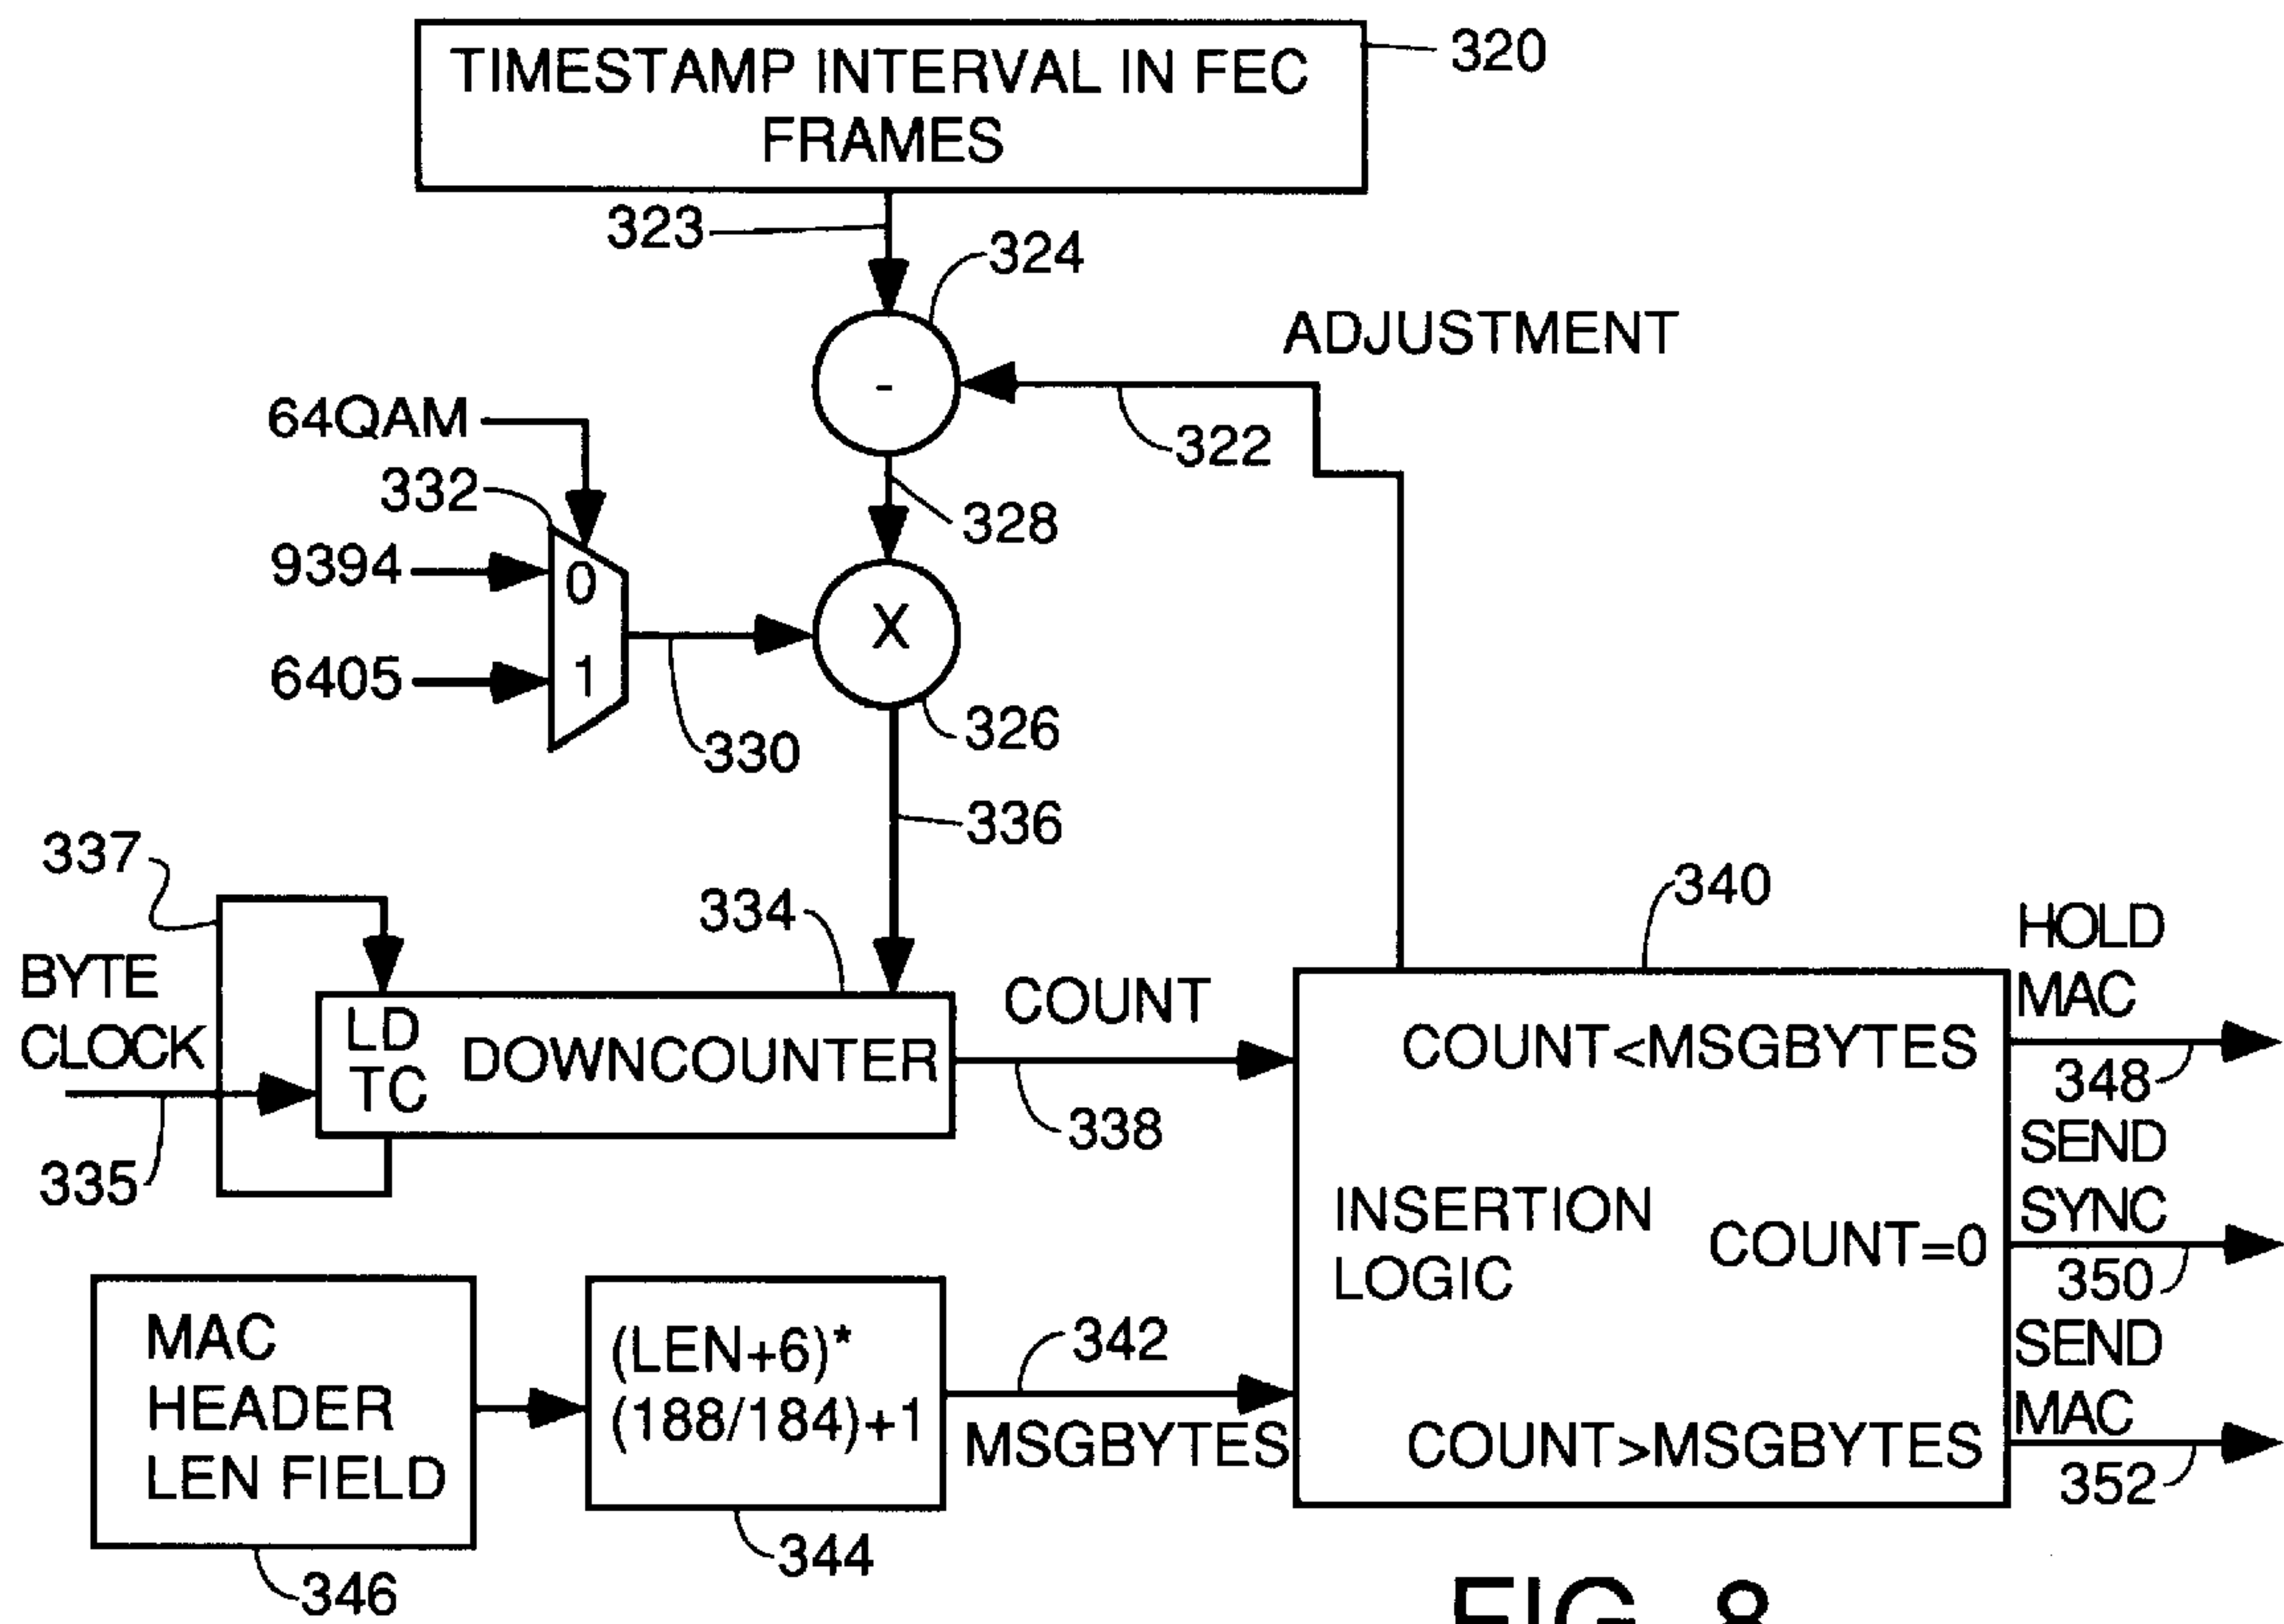 TIMESTAMP INTERVAL IN FEC
FRAMES
320
323
324
ADJUSTMENT
-
322
64QAM
332
328
9394
0
X
6405
1
326
330
336
337
334
340
BYTE
CLOCK
LD
TC
DOWNCOUNTER
COUNT
338
335
COUNT<MSGBYTES
HOLD
MAC
348
INSERTION
LOGIC
COUNT=0
SEND
SYNC
350
COUNT>MSGBYTES
SEND
MAC
352
MAC
HEADER
LEN FIELD
346
(LEN+6)*
(188/184)+1
344
342
MSGBYTES
FIG. 8